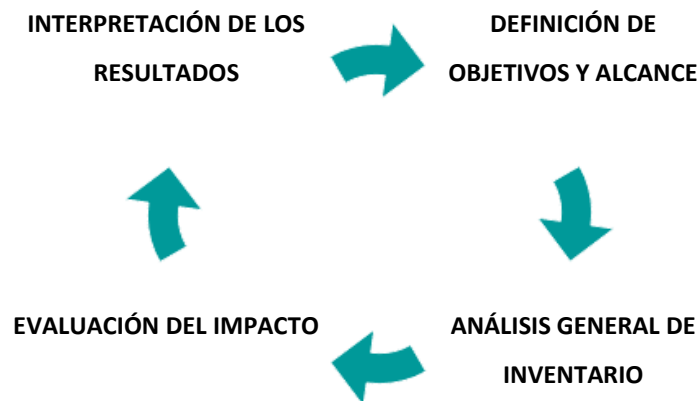 INTERPRETACIÓN DE LOS
RESULTADOS
DEFINICIÓN DE
OBJETIVOS Y ALCANCE
EVALUACIÓN DEL IMPACTO
ANÁLISIS GENERAL DE
INVENTARIO